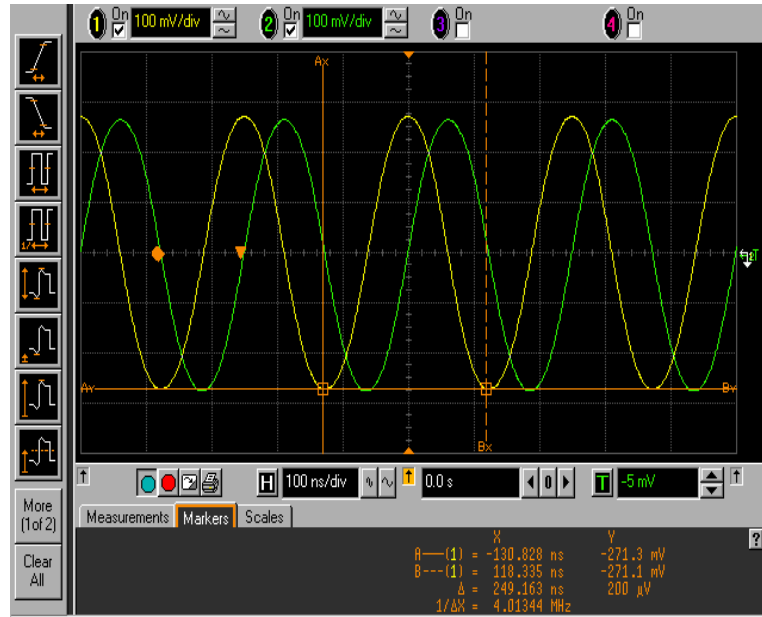 1 On 100 mV/div 2 On 100 mV/div 3 On 4 On
Ax
T
Ay By
Bx
H 100 ns/div 0.0 s 0 T -5 mV
More
(1 of 2)
Clear
All
Measurements Markers Scales
X Y
A——(1) = -130.828 ns -271.3 mV
B---(1) = 118.335 ns -271.1 mV
Δ = 249.163 ns 200 µV
1/ΔX = 4.01344 MHz
?
1/